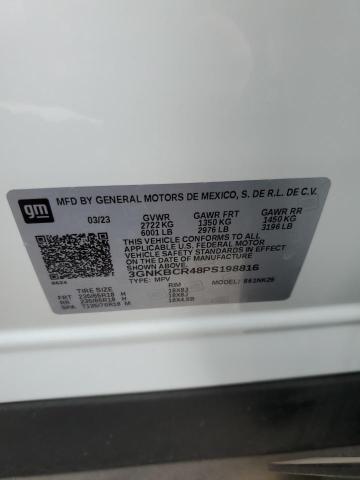 gm
MFD BY GENERAL MOTORS DE MEXICO, S. DE R.L. DE C.V.
03/23 GVWR GAWR FRT GAWR RR
2722 KG 1350 KG 1450 KG
6001 LB 2976 LB 3196 LB
THIS VEHICLE CONFORMS TO ALL
APPLICABLE U.S. FEDERAL MOTOR
VEHICLE SAFETY STANDARDS IN
EFFECT ON THE DATE OF
MANUFACTURE SHOWN ABOVE.
3GNKBCR48PS198816
TYPE: MPV MODEL:
TIRE SIZE RIM
FRT 235/65R18 H 18X8J
RR 235/65R18 H 18X8J
SPA T135/70R18 M 18X4.5B